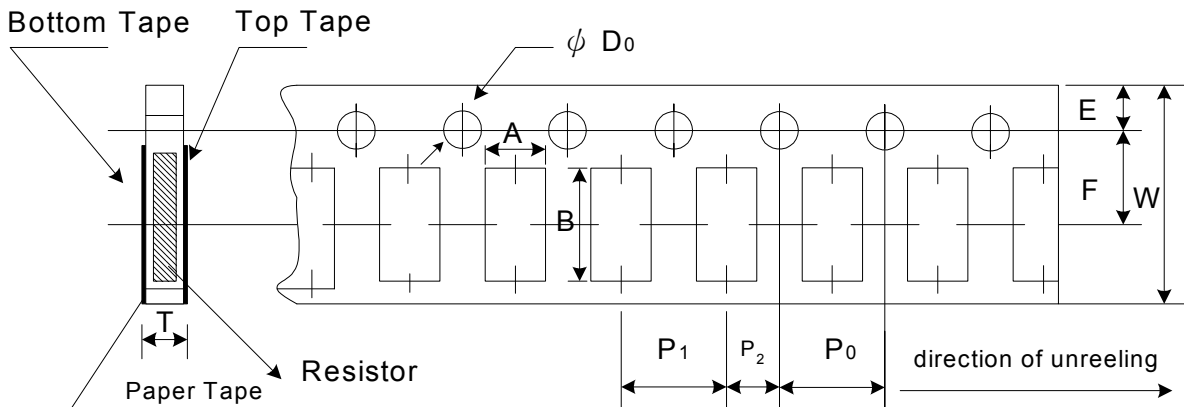 Bottom Tape
Top Tape
ϕ D0
E
A
F
W
B
T
P1
P2
P0
direction of unreeling
Resistor
Paper Tape